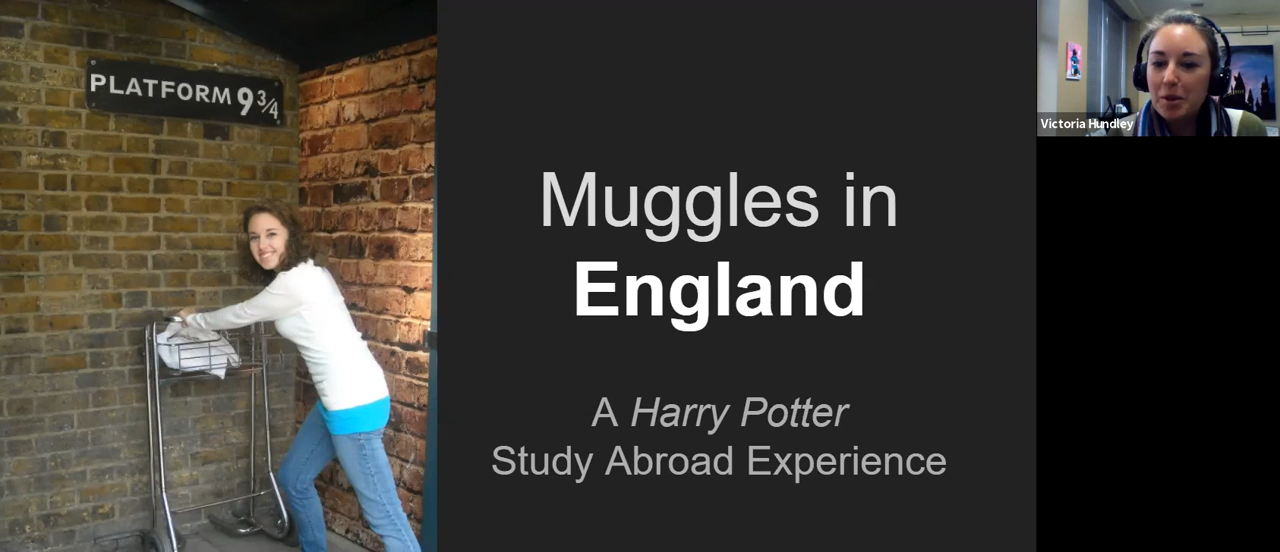 PLATFORM 9¾
Muggles in
England
A Harry Potter
Study Abroad Experience
Victoria Hundley